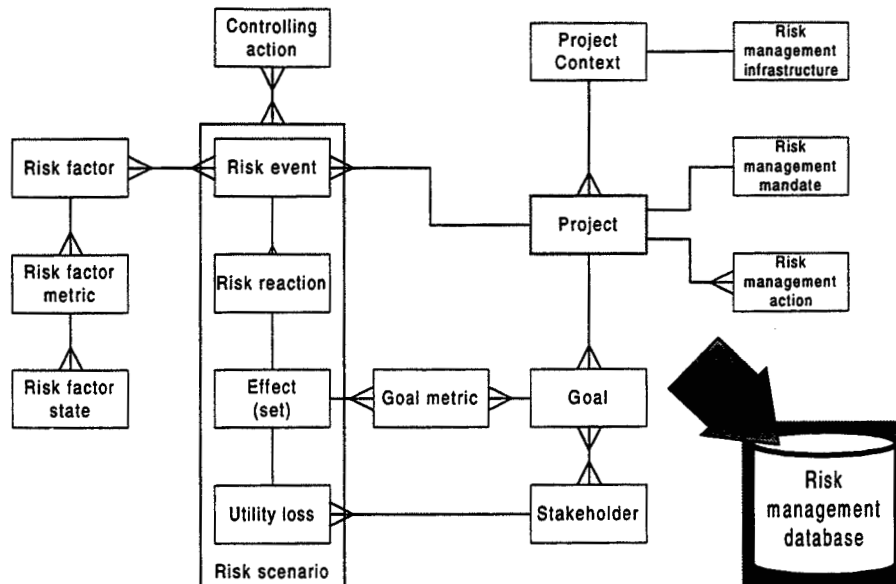 Controlling
action
Project
Context
Risk
management
infrastructure
Risk factor
Risk event
Risk
management
mandate
Project
Risk factor
metric
Risk reaction
Risk
management
action
Risk factor
state
Effect
(set)
Goal metric
Goal
Utility loss
Stakeholder
Risk scenario
Risk
management
database